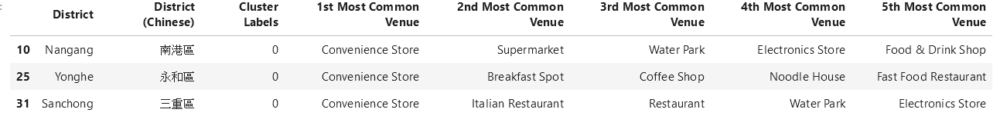 District District (Chinese) Cluster Labels 1st Most Common Venue 2nd Most Common Venue 3rd Most Common Venue 4th Most Common Venue 5th Most Common Venue
10 Nangang 南港區 0 Convenience Store Supermarket Water Park Electronics Store Food & Drink Shop
25 Yonghe 永和區 0 Convenience Store Breakfast Spot Coffee Shop Noodle House Fast Food Restaurant
31 Sanchong 三重區 0 Convenience Store Italian Restaurant Restaurant Water Park Electronics Store